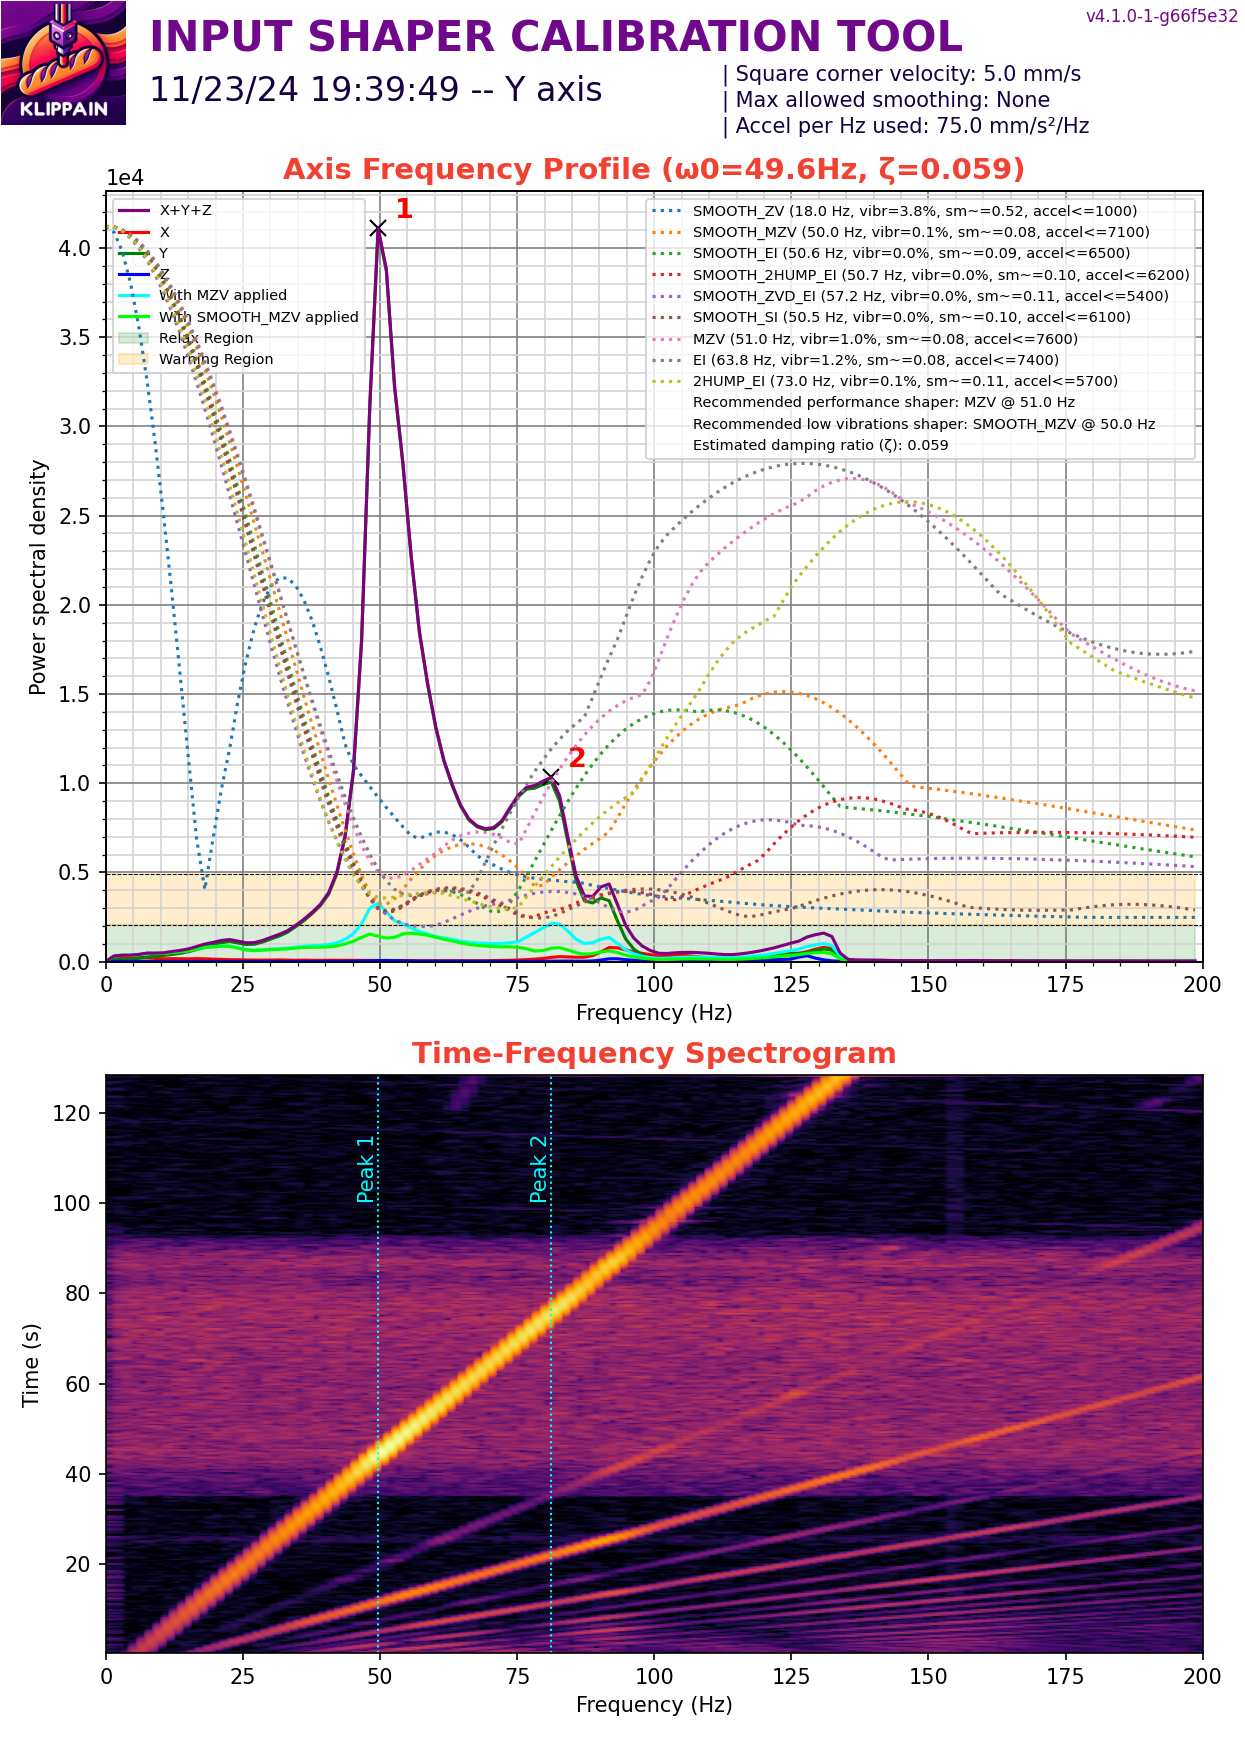 v4.1.0-1-g66f5e32
INPUT SHAPER CALIBRATION TOOL
11/23/24 19:39:49 -- Y axis
| Square corner velocity: 5.0 mm/s
| Max allowed smoothing: None
| Accel per Hz used: 75.0 mm/s²/Hz
KLIPPAIN
Axis Frequency Profile (ω0=49.6Hz, ζ=0.059)
1e4
X+Y+Z
X
Y
Z
With MZV applied
With SMOOTH_MZV applied
Relax Region
Warning Region
1
2
SMOOTH_ZV (18.0 Hz, vibr=3.8%, sm~=0.52, accel<=1000)
SMOOTH_MZV (50.0 Hz, vibr=0.1%, sm~=0.08, accel<=7100)
SMOOTH_EI (50.6 Hz, vibr=0.0%, sm~=0.09, accel<=6500)
SMOOTH_2HUMP_EI (50.7 Hz, vibr=0.0%, sm~=0.10, accel<=6200)
SMOOTH_ZVD_EI (57.2 Hz, vibr=0.0%, sm~=0.11, accel<=5400)
SMOOTH_SI (50.5 Hz, vibr=0.0%, sm~=0.10, accel<=6100)
MZV (51.0 Hz, vibr=1.0%, sm~=0.08, accel<=7600)
EI (63.8 Hz, vibr=1.2%, sm~=0.08, accel<=7400)
2HUMP_EI (73.0 Hz, vibr=0.1%, sm~=0.11, accel<=5700)
Recommended performance shaper: MZV @ 51.0 Hz
Recommended low vibrations shaper: SMOOTH_MZV @ 50.0 Hz
Estimated damping ratio (ζ): 0.059
Power spectral density
4.0
3.5
3.0
2.5
2.0
1.5
1.0
0.5
0.0
0 25 50 75 100 125 150 175 200
Frequency (Hz)
Time-Frequency Spectrogram
Time (s)
120
100
80
60
40
20
Peak 1
Peak 2
0 25 50 75 100 125 150 175 200
Frequency (Hz)